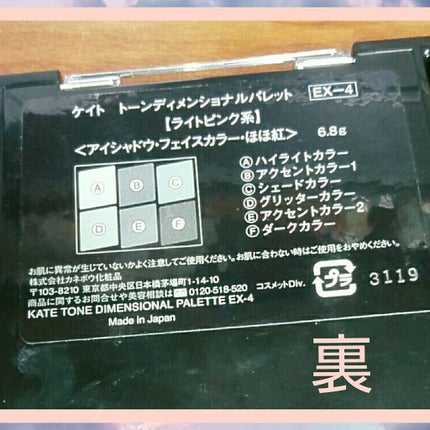 ケイト トーンディメンショナルパレット EX-4
【ライトピンク系】
<アイシャドウ・フェイスカラー・ほほ紅> 6.8g
Ⓐハイライトカラー
Ⓑアクセントカラー1
Ⓒシェードカラー
Ⓓグリッターカラー
Ⓔアクセントカラー2
Ⓕダークカラー
Ⓐ Ⓑ Ⓒ
Ⓓ Ⓔ Ⓕ
お肌に異常が生じていないかよく注意してご使用ください。お肌に合わない時はご使用をおやめください。
株式会社カネボウ化粧品
〒103-8210 東京都中央区日本橋茅場町1-14-10
商品に関するお問合せや美容相談は 0120-518-520 コスメットDiv.
KATE TONE DIMENSIONAL PALETTE EX-4
Made in Japan
プラ
3119
裏